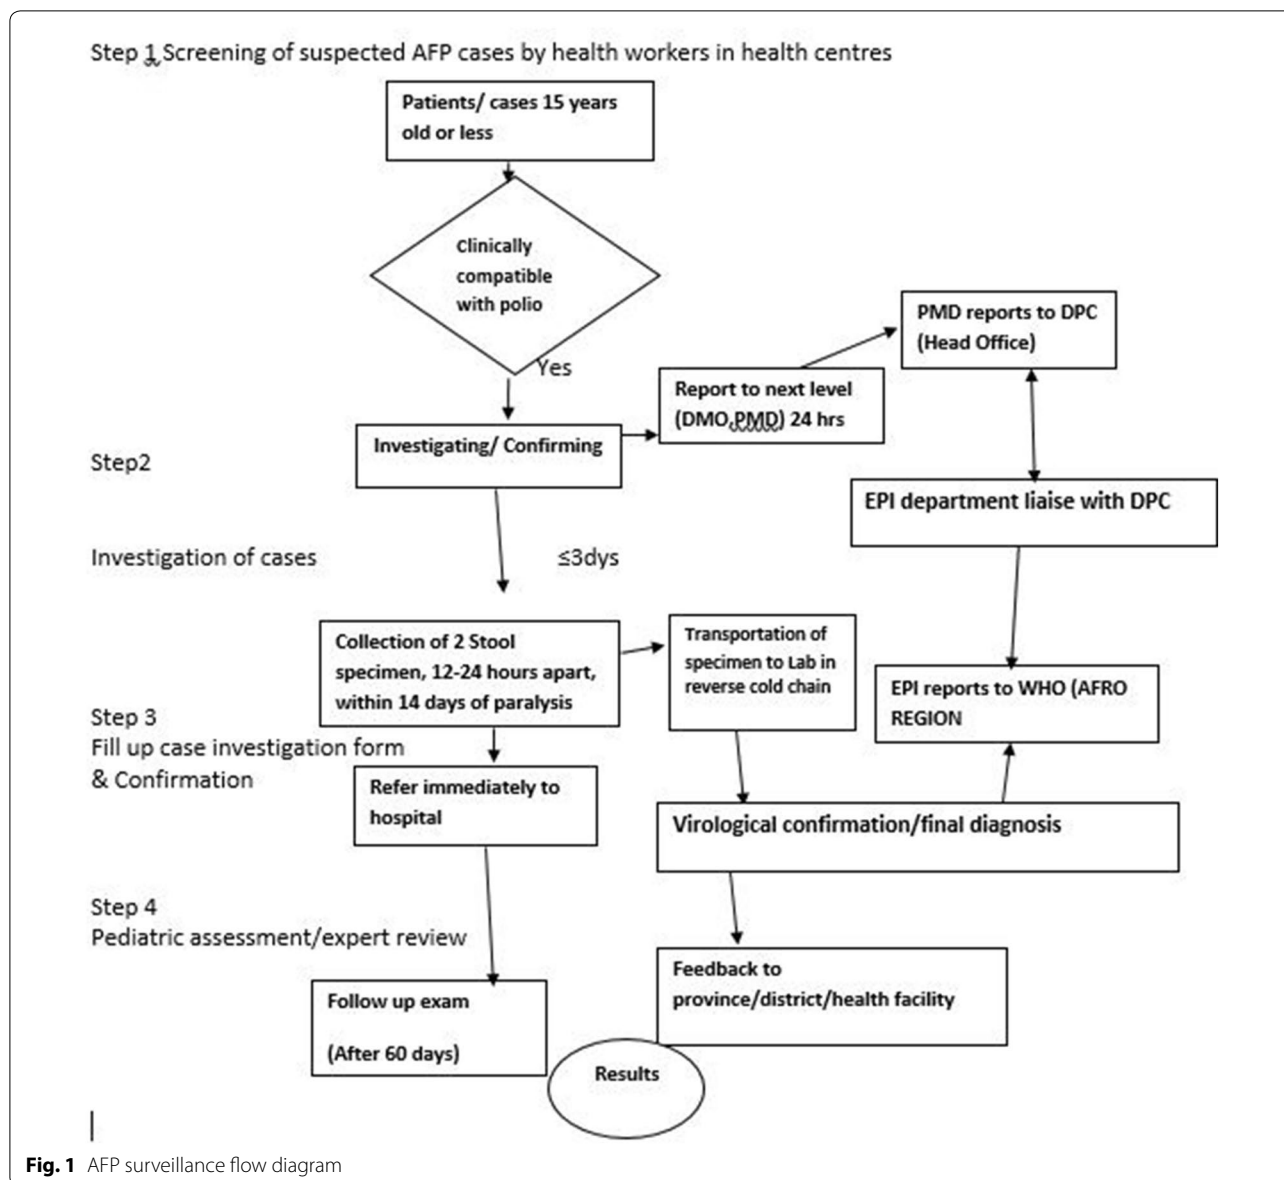 Step 1 Screening of suspected AFP cases by health workers in health centres
Patients/ cases 15 years
old or less
Clinically
compatible
with polio
Yes
PMD reports to DPC
(Head Office)
Report to next level
(DMO,PMD) 24 hrs
Investigating/ Confirming
Step2
EPI department liaise with DPC
Investigation of cases
≤3dys
Collection of 2 Stool
specimen, 12-24 hours apart,
within 14 days of paralysis
Transportation of
specimen to Lab in
reverse cold chain
EPI reports to WHO (AFRO
REGION
Step 3
Fill up case investigation form
& Confirmation
Refer immediately to
hospital
Virological confirmation/final diagnosis
Step 4
Pediatric assessment/expert review
Feedback to
province/district/health facility
Follow up exam
(After 60 days)
Results
Fig. 1 AFP surveillance flow diagram